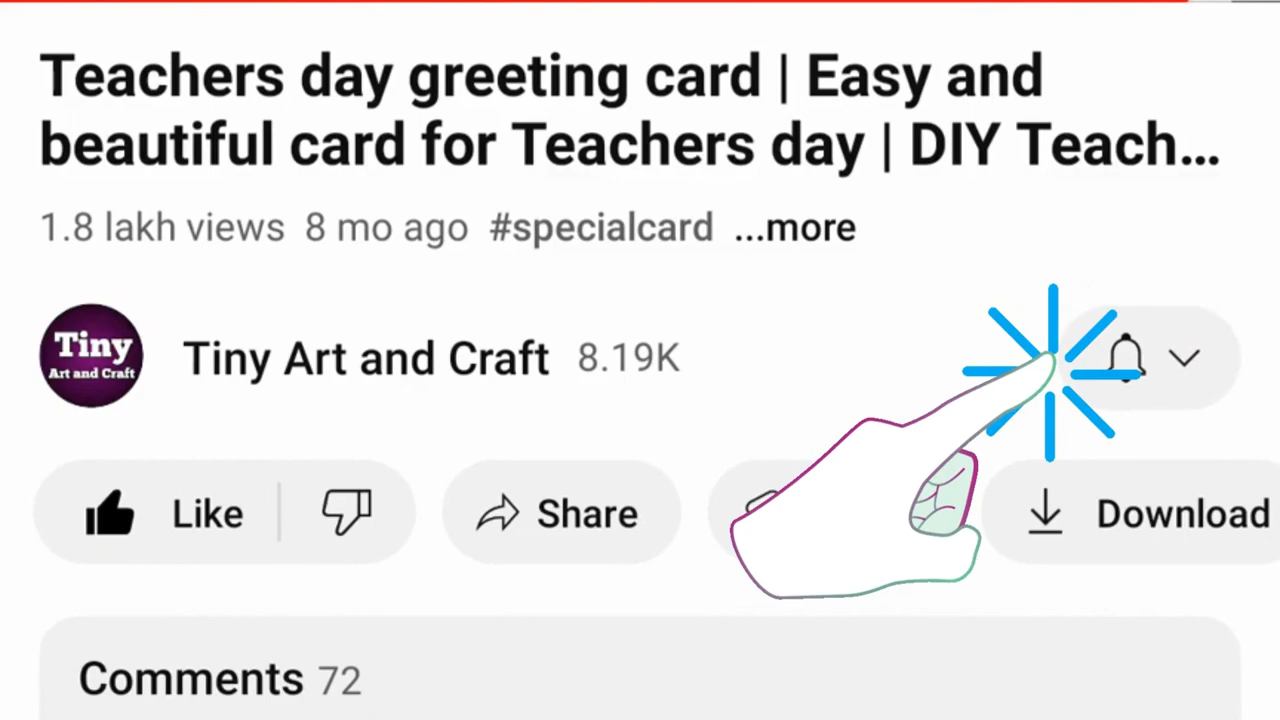 Teachers day greeting card | Easy and
beautiful card for Teachers day | DIY Teach...
1.8 lakh views 8 mo ago #specialcard ...more
Tiny
Art and Craft
Tiny Art and Craft 8.19K
Like
Share
Download
Comments 72